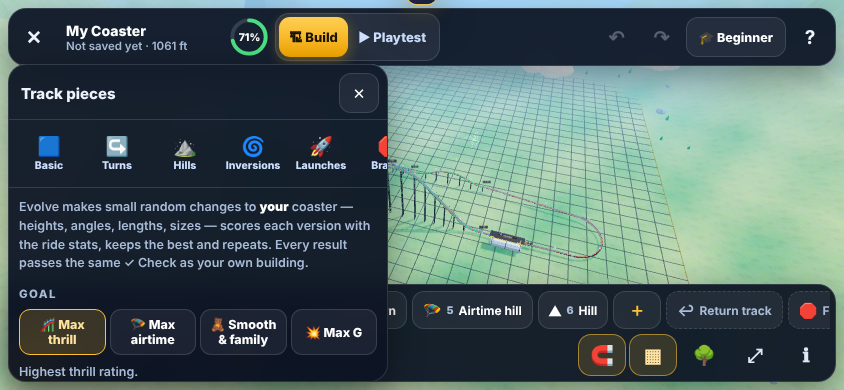 My Coaster
Not saved yet · 1061 ft
71%
Build
Playtest
Beginner
?
Track pieces
Basic
Turns
Hills
Inversions
Launches
Bra
Evolve makes small random changes to your coaster —
heights, angles, lengths, sizes — scores each version with
the ride stats, keeps the best and repeats. Every result
passes the same ✓ Check as your own building.
GOAL
Max thrill
Max airtime
Smooth & family
Max G
Highest thrill rating.
n
5 Airtime hill
6 Hill
+
Return track
F